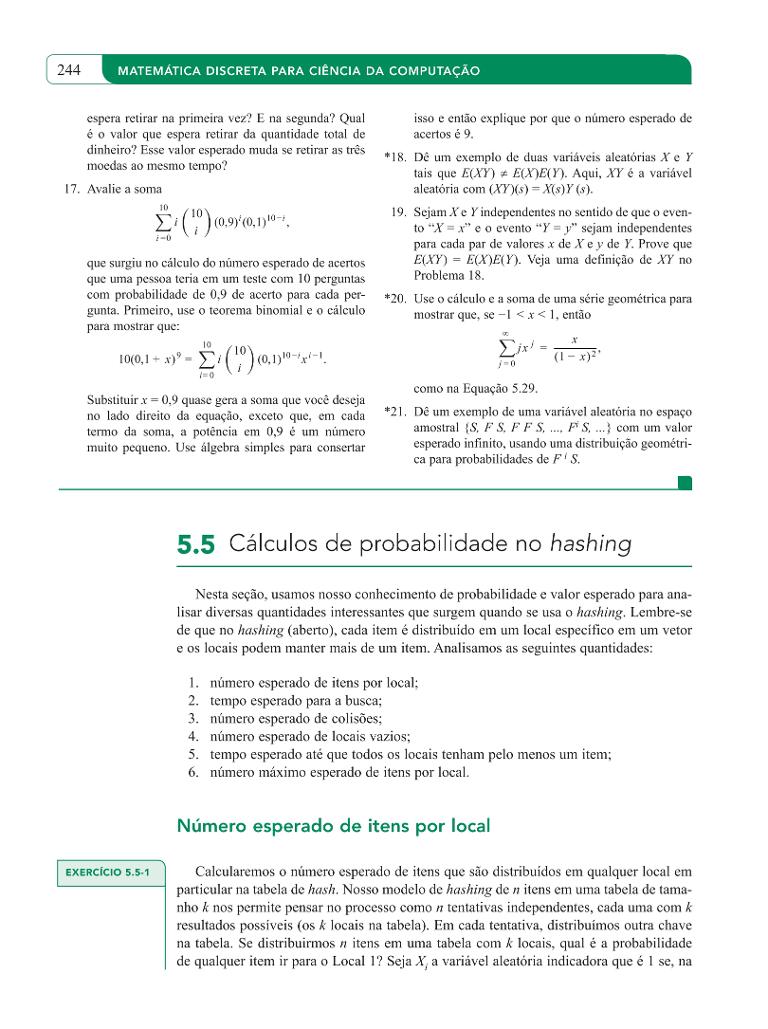 244
MATEMÁTICA DISCRETA PARA CIÊNCIA DA COMPUTAÇÃO
espera retirar na primeira vez? E na segunda? Qual
é o valor que espera retirar da quantidade total de
dinheiro? Esse valor esperado muda se retirar as três
moedas ao mesmo tempo?
17. Avalie a soma
10
∑ i ( 10 i ) (0,9)^i (0,1)^{10 − i},
i = 0
que surgiu no cálculo do número esperado de acertos
que uma pessoa teria em um teste com 10 perguntas
com probabilidade de 0,9 de acerto para cada per-
gunta. Primeiro, use o teorema binomial e o cálculo
para mostrar que:
10
10(0,1 + x)^9 = ∑ i ( 10 i ) (0,1)^{10 − i} x^{i − 1}.
i = 0
Substituir x = 0,9 quase gera a soma que você deseja
no lado direito da equação, exceto que, em cada
termo da soma, a potência em 0,9 é um número
muito pequeno. Use álgebra simples para consertar
isso e então explique por que o número esperado de
acertos é 9.
*18. Dê um exemplo de duas variáveis aleatórias X e Y
tais que E(XY) ≠ E(X)E(Y). Aqui, XY é a variável
aleatória com (XY)(s) = X(s)Y (s).
19. Sejam X e Y independentes no sentido de que o even-
to “X = x” e o evento “Y = y” sejam independentes
para cada par de valores x de X e y de Y. Prove que
E(XY) = E(X)E(Y). Veja uma definição de XY no
Problema 18.
*20. Use o cálculo e a soma de uma série geométrica para
mostrar que, se −1 < x < 1, então
∞
∑ jx^j = x / (1 − x)^2,
j = 0
como na Equação 5.29.
*21. Dê um exemplo de uma variável aleatória no espaço
amostral {S, F S, F F S, ..., F^i S, ...} com um valor
esperado infinito, usando uma distribuição geométri-
ca para probabilidades de F^i S.
5.5 Cálculos de probabilidade no hashing
Nesta seção, usamos nosso conhecimento de probabilidade e valor esperado para ana-
lisar diversas quantidades interessantes que surgem quando se usa o hashing. Lembre-se
de que no hashing (aberto), cada item é distribuído em um local específico em um vetor
e os locais podem manter mais de um item. Analisamos as seguintes quantidades:
1. número esperado de itens por local;
2. tempo esperado para a busca;
3. número esperado de colisões;
4. número esperado de locais vazios;
5. tempo esperado até que todos os locais tenham pelo menos um item;
6. número máximo esperado de itens por local.
Número esperado de itens por local
EXERCÍCIO 5.5-1
Calcularemos o número esperado de itens que são distribuídos em qualquer local em
particular na tabela de hash. Nosso modelo de hashing de n itens em uma tabela de tama-
nho k nos permite pensar no processo como n tentativas independentes, cada uma com k
resultados possíveis (os k locais na tabela). Em cada tentativa, distribuímos outra chave
na tabela. Se distribuirmos n itens em uma tabela com k locais, qual é a probabilidade
de qualquer item ir para o Local 1? Seja X_i a variável aleatória indicadora que é 1 se, na